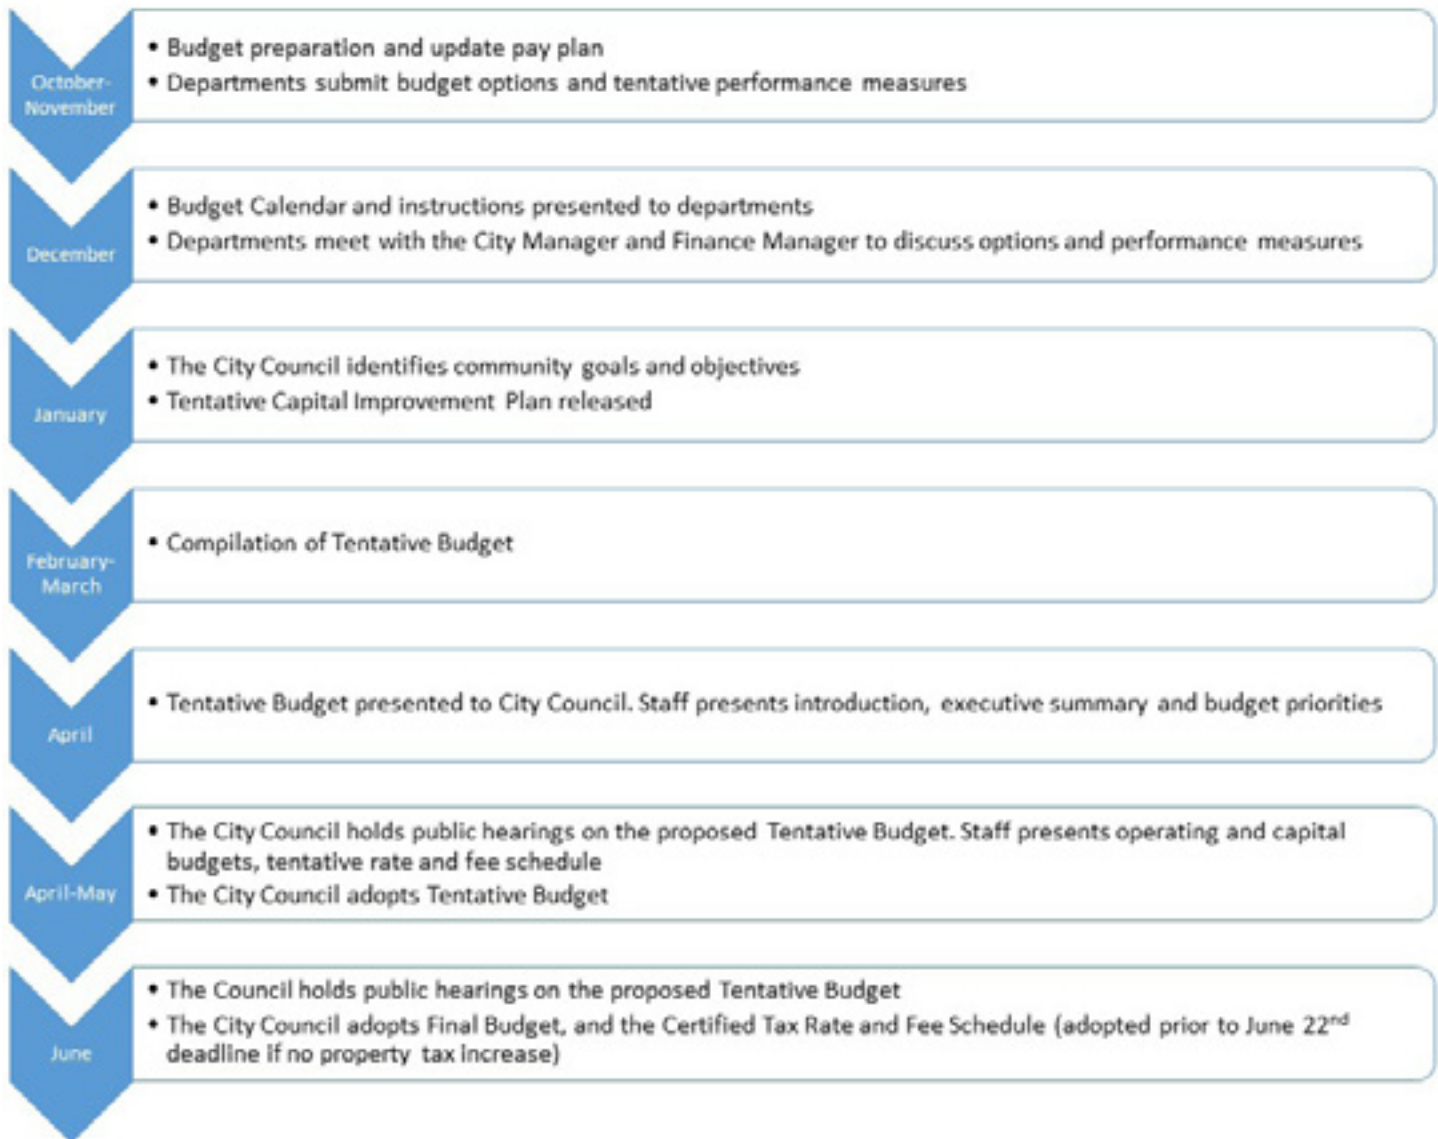 October-
November
• Budget preparation and update pay plan
• Departments submit budget options and tentative performance measures
December
• Budget Calendar and instructions presented to departments
• Departments meet with the City Manager and Finance Manager to discuss options and performance measures
January
• The City Council identifies community goals and objectives
• Tentative Capital Improvement Plan released
February-
March
• Compilation of Tentative Budget
April
• Tentative Budget presented to City Council. Staff presents introduction, executive summary and budget priorities
April-May
• The City Council holds public hearings on the proposed Tentative Budget. Staff presents operating and capital
budgets, tentative rate and fee schedule
• The City Council adopts Tentative Budget
June
• The Council holds public hearings on the proposed Tentative Budget
• The City Council adopts Final Budget, and the Certified Tax Rate and Fee Schedule (adopted prior to June 22nd
deadline if no property tax increase)